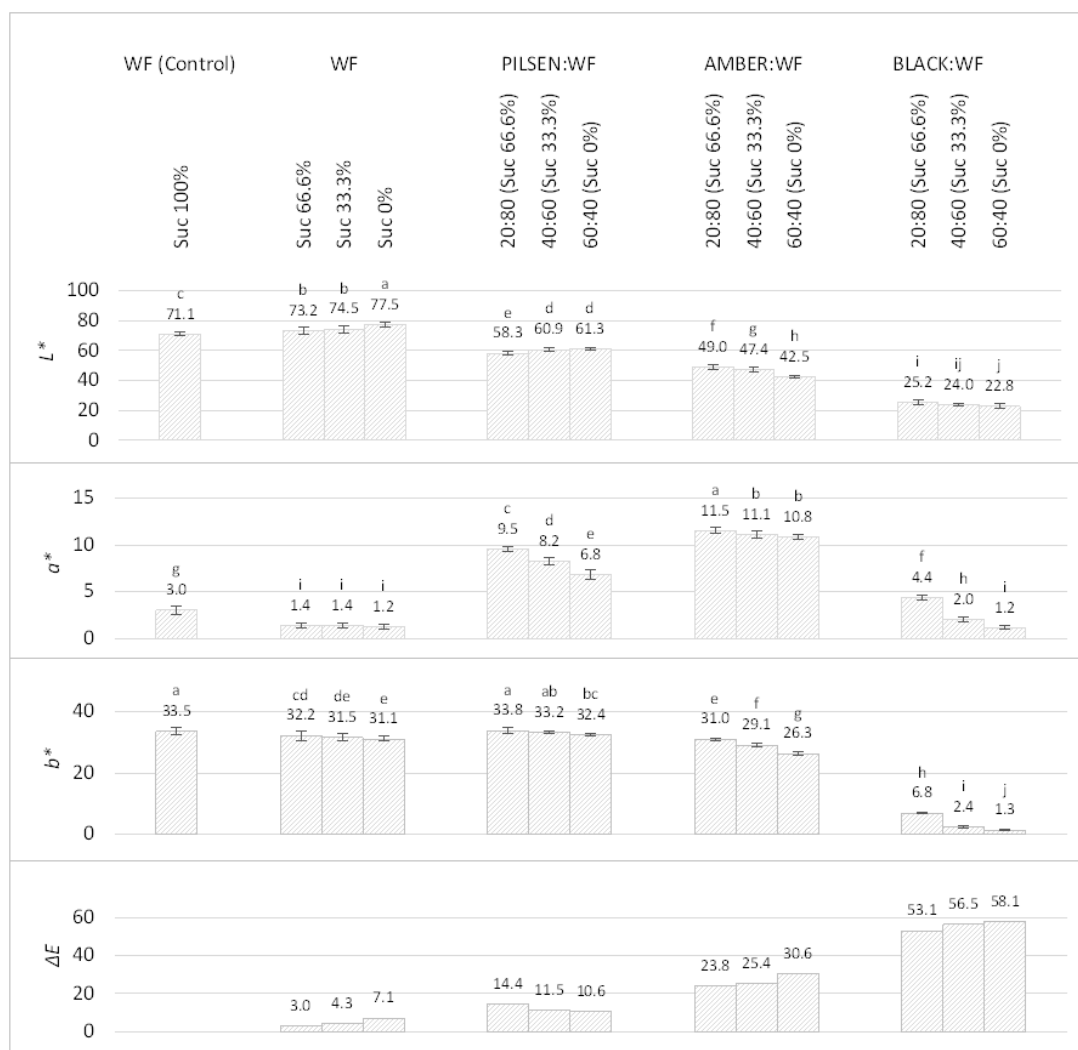 WF (Control) WF PILSEN:WF AMBER:WF BLACK:WF
Suc 100%
Suc 66.6%
Suc 33.3%
Suc 0%
20:80 (Suc 66.6%)
40:60 (Suc 33.3%)
60:40 (Suc 0%)
20:80 (Suc 66.6%)
40:60 (Suc 33.3%)
60:40 (Suc 0%)
20:80 (Suc 66.6%)
40:60 (Suc 33.3%)
60:40 (Suc 0%)
L*
100
80
60
40
20
0
c b b a e d d f g h i ij j
71.1 73.2 74.5 77.5 58.3 60.9 61.3 49.0 47.4 42.5 25.2 24.0 22.8
a*
15
10
5
0
g i i i c d e a b b f h i
3.0 1.4 1.4 1.2 9.5 8.2 6.8 11.5 11.1 10.8 4.4 2.0 1.2
b*
40
20
0
a cd de e a ab bc e f g h i j
33.5 32.2 31.5 31.1 33.8 33.2 32.4 31.0 29.1 26.3 6.8 2.4 1.3
ΔE
60
40
20
0
3.0 4.3 7.1 14.4 11.5 10.6 23.8 25.4 30.6 53.1 56.5 58.1